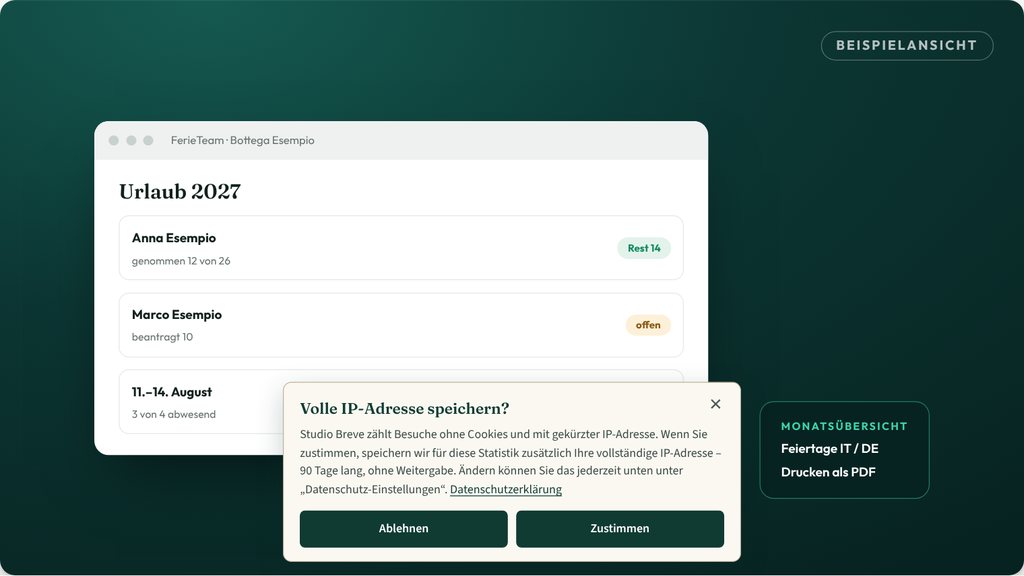 BEISPIELANSICHT
FerieTeam · Bottega Esempio
Urlaub 2027
Anna Esempio
genommen 12 von 26
Rest 14
Marco Esempio
beantragt 10
offen
11.–14. August
3 von 4 abwesend
Volle IP-Adresse speichern?
Studio Breve zählt Besuche ohne Cookies und mit gekürzter IP-Adresse. Wenn Sie
zustimmen, speichern wir für diese Statistik zusätzlich Ihre vollständige IP-Adresse –
90 Tage lang, ohne Weitergabe. Ändern können Sie das jederzeit unten unter
„Datenschutz-Einstellungen“. Datenschutzerklärung
Ablehnen
Zustimmen
MONATSÜBERSICHT
Feiertage IT / DE
Drucken als PDF